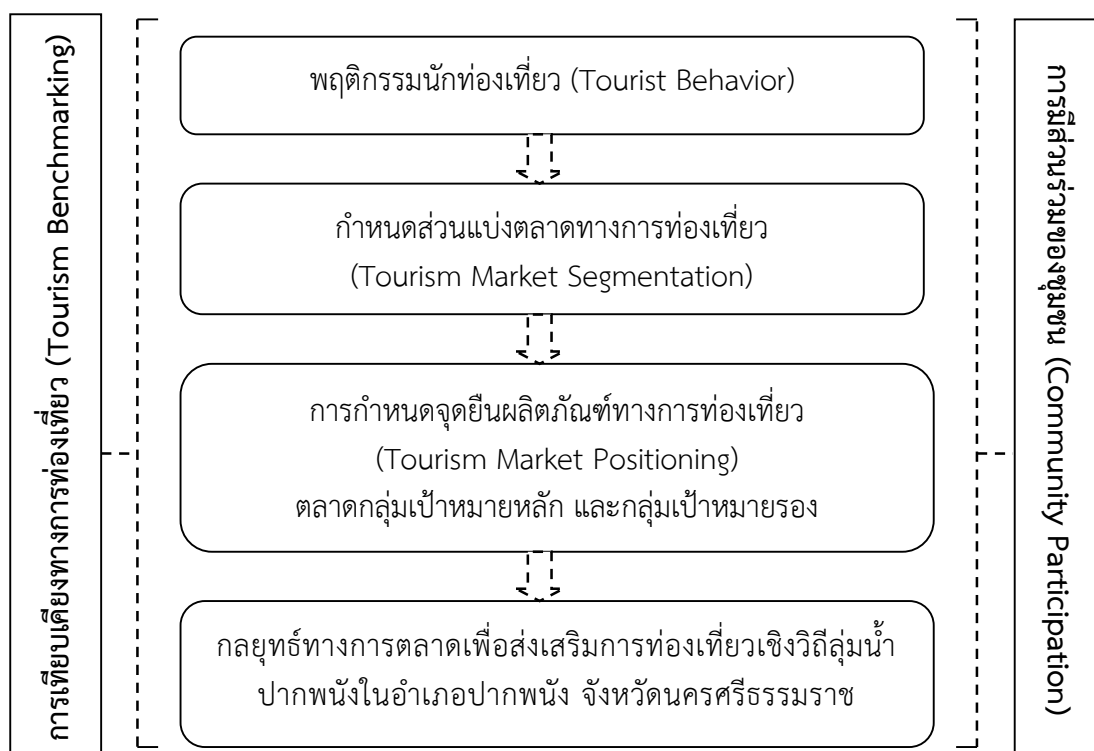 การเทียบเคียงทางการท่องเที่ยว (Tourism Benchmarking)
พฤติกรรมนักท่องเที่ยว (Tourist Behavior)
กำหนดส่วนแบ่งตลาดทางการท่องเที่ยว
(Tourism Market Segmentation)
การกำหนดจุดยืนผลิตภัณฑ์ทางการท่องเที่ยว
(Tourism Market Positioning)
ตลาดกลุ่มเป้าหมายหลัก และกลุ่มเป้าหมายรอง
กลยุทธ์ทางการตลาดเพื่อส่งเสริมการท่องเที่ยวเชิงวิถีลุ่มน้ำ
ปากพนังในอำเภอปากพนัง จังหวัดนครศรีธรรมราช
การมีส่วนร่วมของชุมชน (Community Participation)